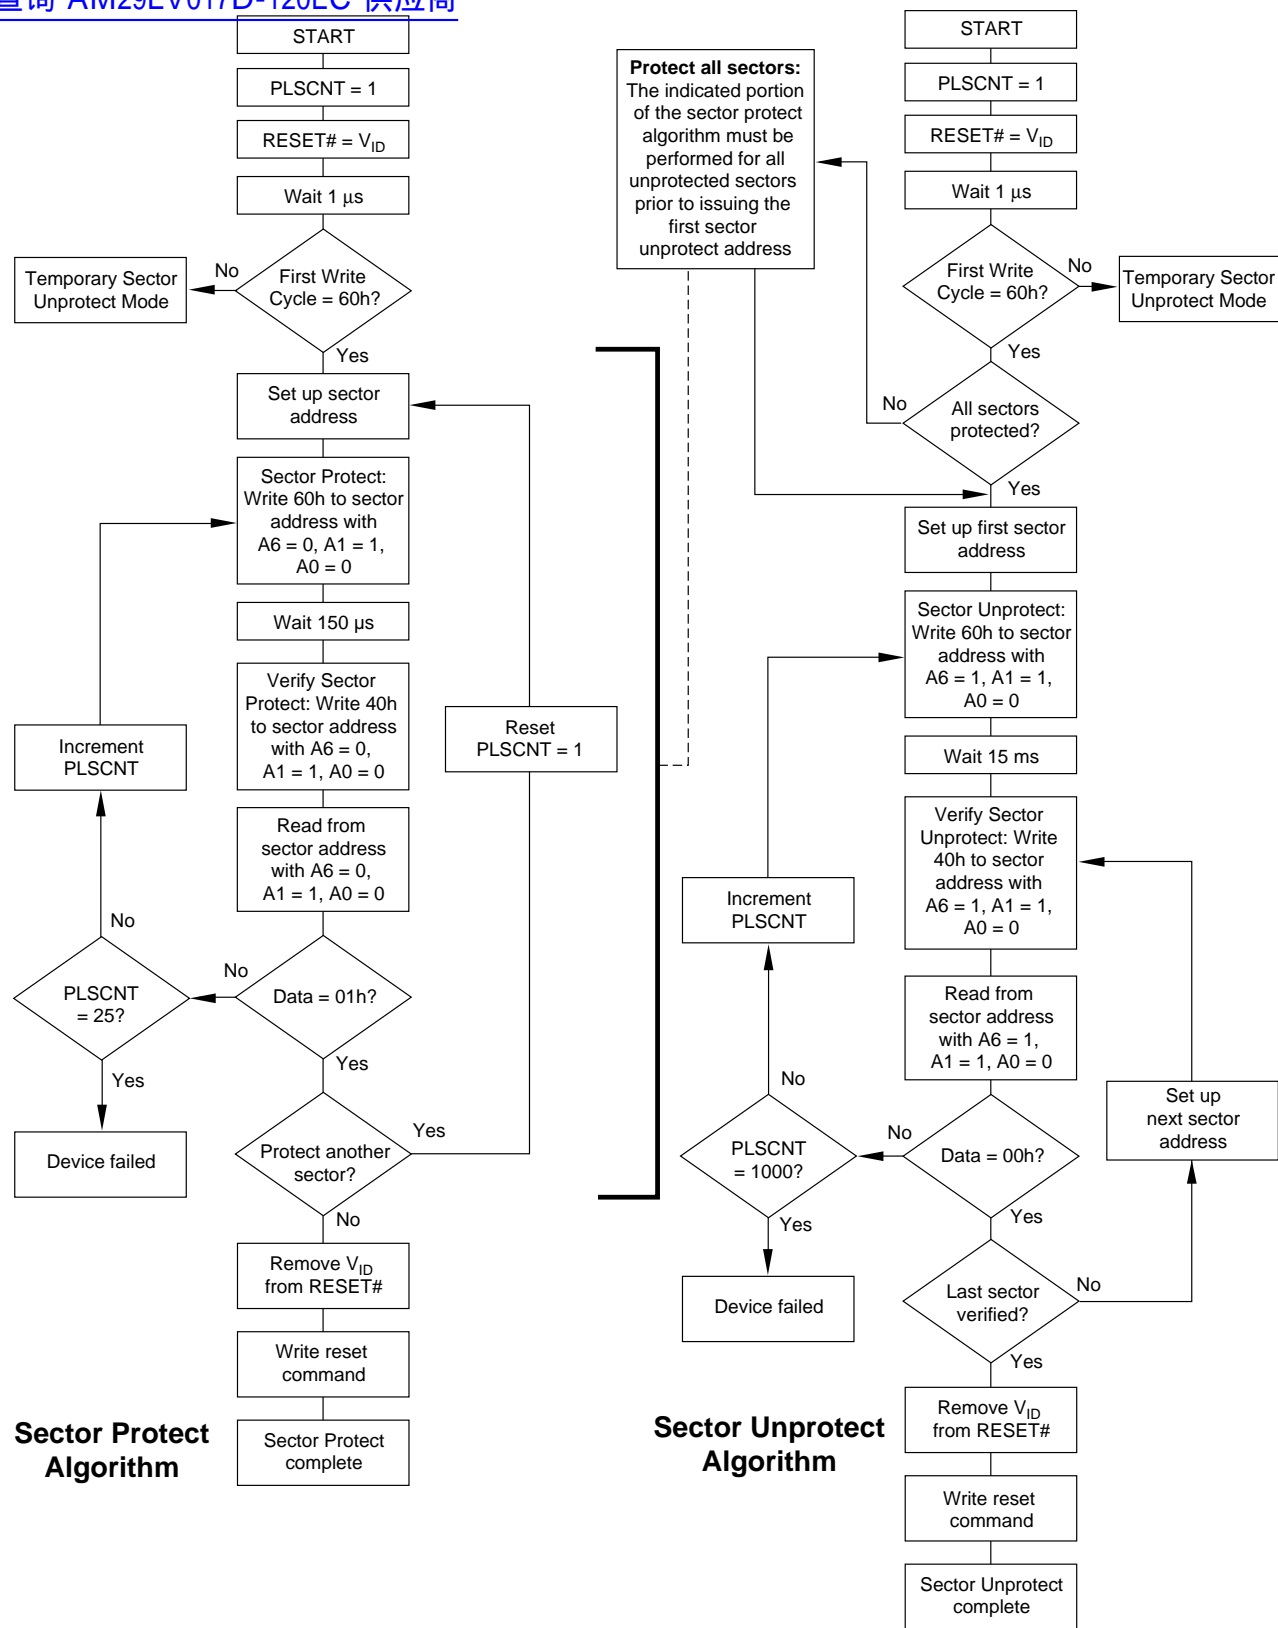 查询 AM29LV017D-120EC 供应商
START
PLSCNT = 1
RESET# = VID
Wait 1 μs
First Write
Cycle = 60h?
No
Temporary Sector
Unprotect Mode
Yes
Set up sector
address
Sector Protect:
Write 60h to sector
address with
A6 = 0, A1 = 1,
A0 = 0
Wait 150 µs
Verify Sector
Protect: Write 40h
to sector address
with A6 = 0,
A1 = 1, A0 = 0
Increment
PLSCNT
Reset
PLSCNT = 1
Read from
sector address
with A6 = 0,
A1 = 1, A0 = 0
No
PLSCNT
= 25?
No
Data = 01h?
Yes
Yes
Device failed
Protect another
sector?
Yes
No
Remove VID
from RESET#
Write reset
command
Sector Protect
complete
Sector Protect
Algorithm
Protect all sectors:
The indicated portion
of the sector protect
algorithm must be
performed for all
unprotected sectors
prior to issuing the
first sector
unprotect address
START
PLSCNT = 1
RESET# = VID
Wait 1 μs
First Write
Cycle = 60h?
No
Temporary Sector
Unprotect Mode
Yes
No
All sectors
protected?
Yes
Set up first sector
address
Sector Unprotect:
Write 60h to sector
address with
A6 = 1, A1 = 1,
A0 = 0
Wait 15 ms
Verify Sector
Unprotect: Write
40h to sector
address with
A6 = 1, A1 = 1,
A0 = 0
Increment
PLSCNT
Read from
sector address
with A6 = 1,
A1 = 1, A0 = 0
No
PLSCNT
= 1000?
No
Data = 00h?
Set up
next sector
address
Yes
Yes
Device failed
Last sector
verified?
No
Yes
Remove VID
from RESET#
Write reset
command
Sector Unprotect
complete
Sector Unprotect
Algorithm